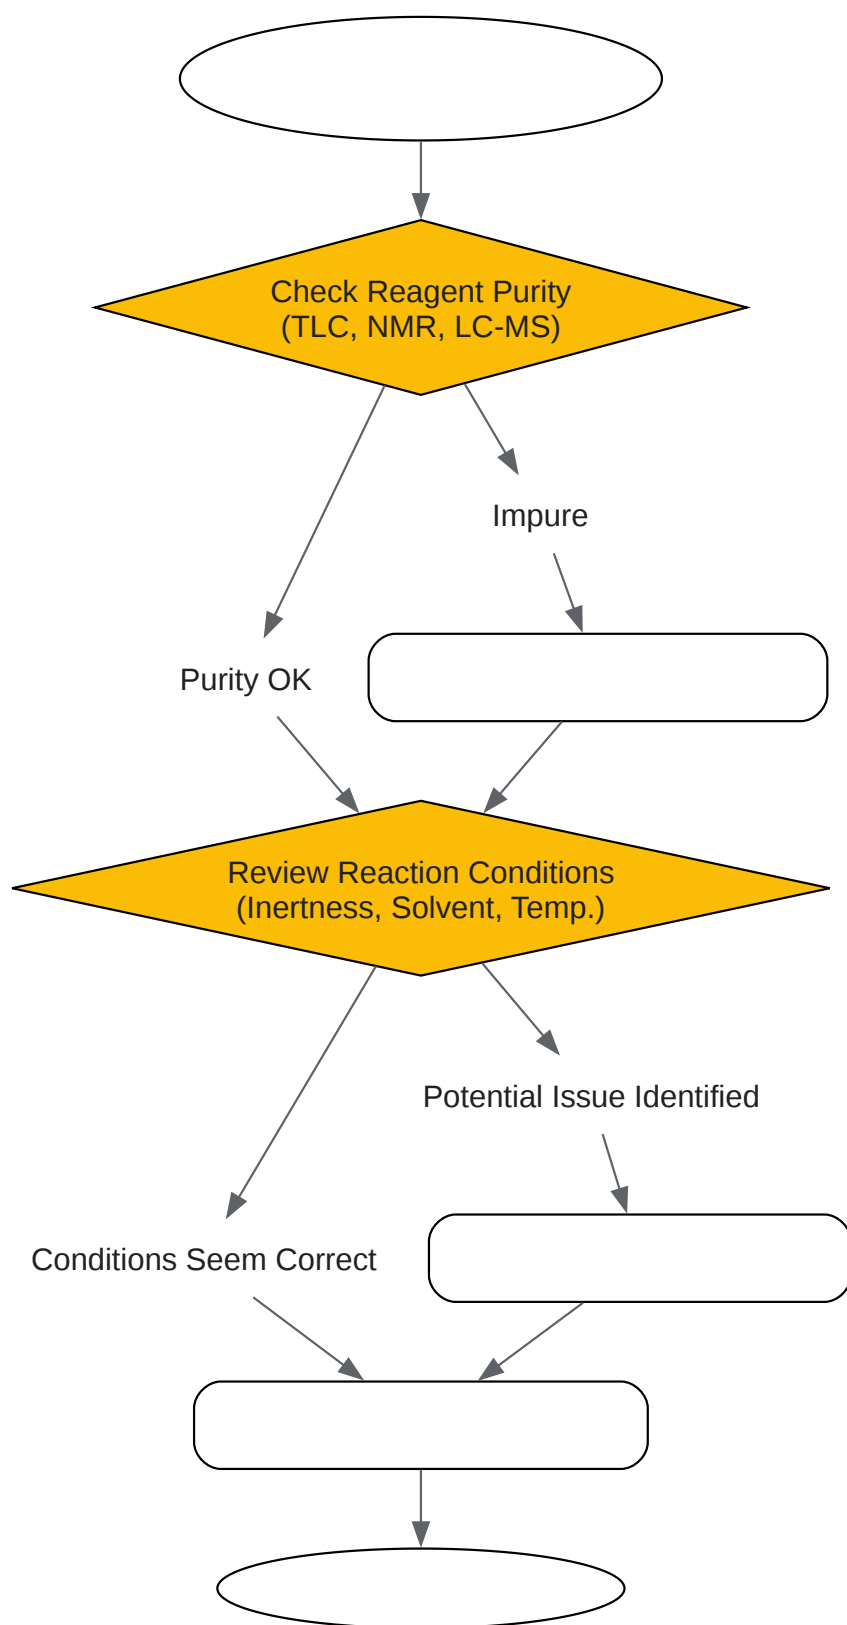 Check Reagent Purity
(TLC, NMR, LC-MS)
Impure
Purity OK
Review Reaction Conditions
(Inertness, Solvent, Temp.)
Potential Issue Identified
Conditions Seem Correct